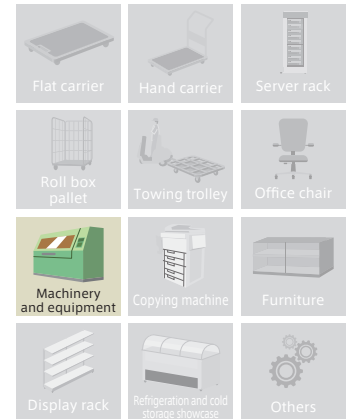 Flat carrier
Hand carrier
Server rack
Roll box
pallet
Towing trolley
Office chair
Machinery
and equipment
Copying machine
Furniture
Display rack
Refrigeration and cold
storage showcase
Others